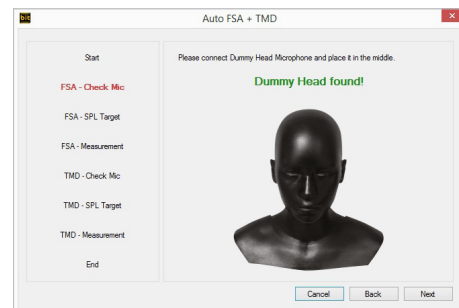 bit
Auto FSA + TMD
Start
FSA - Check Mic
FSA - SPL Target
FSA - Measurement
TMD - Check Mic
TMD - SPL Target
TMD - Measurement
End
Please connect Dummy Head Microphone and place it in the middle.
Dummy Head found!
Cancel
Back
Next